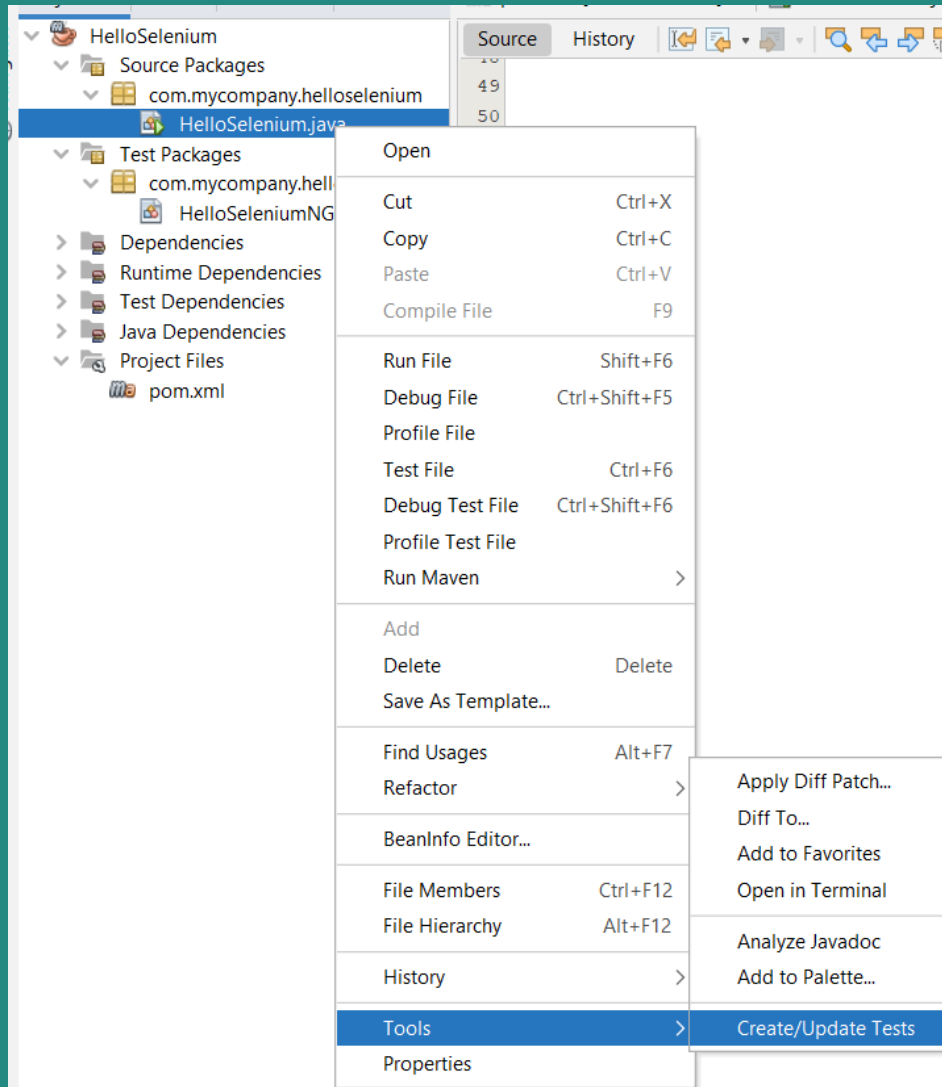 HelloSelenium
Source Packages
com.mycompany.helloselenium
HelloSelenium.java
Test Packages
com.mycompany.hell
HelloSeleniumNG
Dependencies
Runtime Dependencies
Test Dependencies
Java Dependencies
Project Files
pom.xml
Source History
49
50
Open
Cut Ctrl+X
Copy Ctrl+C
Paste Ctrl+V
Compile File F9
Run File Shift+F6
Debug File Ctrl+Shift+F5
Profile File
Test File Ctrl+F6
Debug Test File Ctrl+Shift+F6
Profile Test File
Run Maven
Add
Delete Delete
Save As Template...
Find Usages Alt+F7
Refactor
BeanInfo Editor...
File Members Ctrl+F12
File Hierarchy Alt+F12
History
Tools
Properties
Apply Diff Patch...
Diff To...
Add to Favorites
Open in Terminal
Analyze Javadoc
Add to Palette...
Create/Update Tests